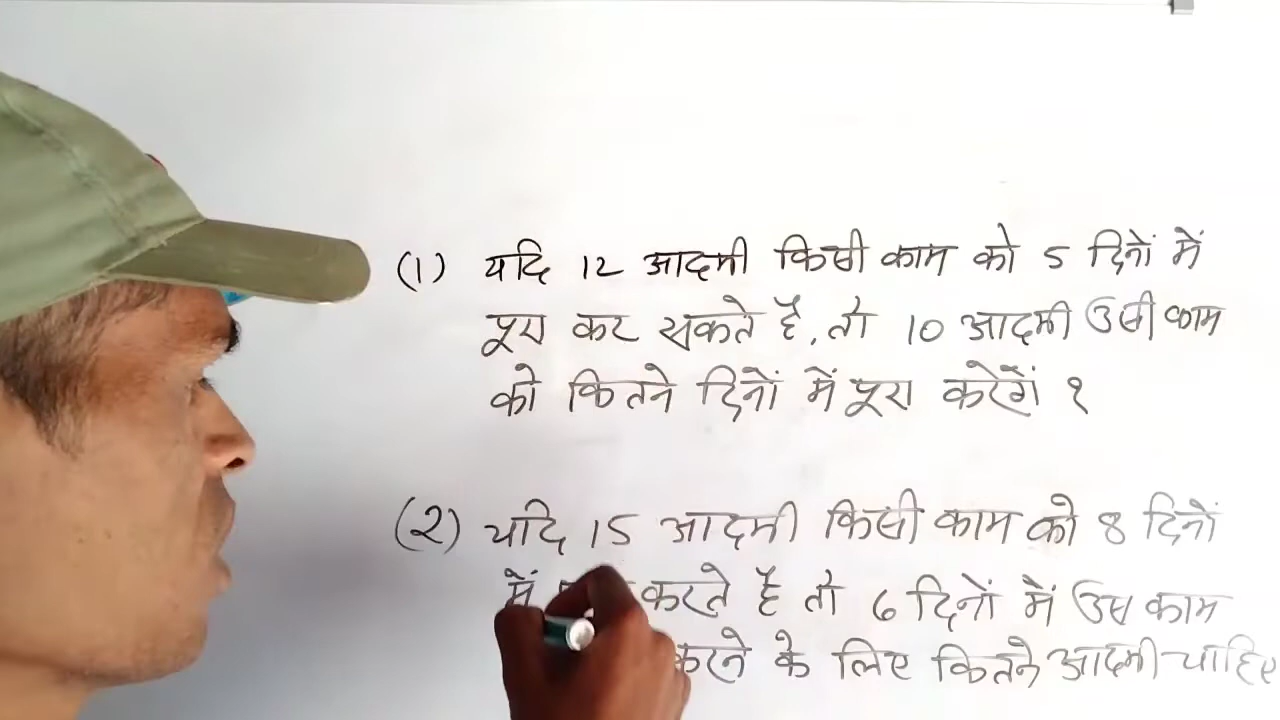 (1) यदि 12 आदमी किसी काम को 5 दिनों में
पूरा कर सकते है, तो 10 आदमी उसी काम
को कितने दिनों में पूरा करेगें ?
(2) यदि 15 आदमी किसी काम को 8 दिनों
में करते है तो 6 दिनों में उस काम
करने के लिए कितने आदमी चाहिए